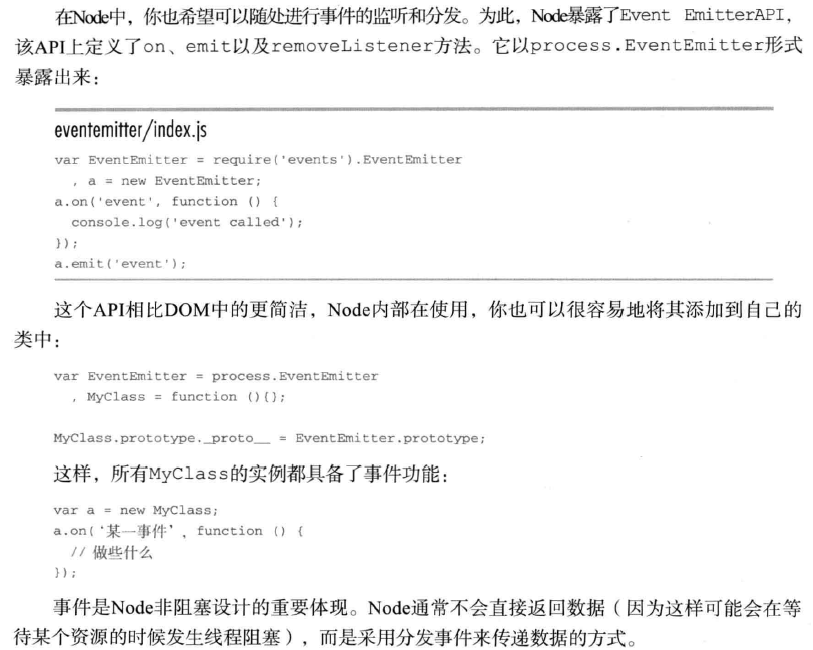 在Node中，你也希望可以随处进行事件的监听和分发。为此，Node暴露了Event EmitterAPI，
该API上定义了on、emit以及removeListener方法。它以process.EventEmitter形式
暴露出来：
eventemitter/index.js
var EventEmitter = require('events').EventEmitter
, a = new EventEmitter;
a.on('event', function () {
console.log('event called');
});
a.emit('event');
这个API相比DOM中的更简洁，Node内部在使用，你也可以很容易地将其添加到自己的
类中：
var EventEmitter = process.EventEmitter
, MyClass = function (){};
MyClass.prototype._proto__ = EventEmitter.prototype;
这样，所有MyClass的实例都具备了事件功能：
var a = new MyClass;
a.on(‘某一事件’, function () {
// 做些什么
});
事件是Node非阻塞设计的重要体现。Node通常不会直接返回数据（因为这样可能会在等
待某个资源的时候发生线程阻塞），而是采用分发事件来传递数据的方式。